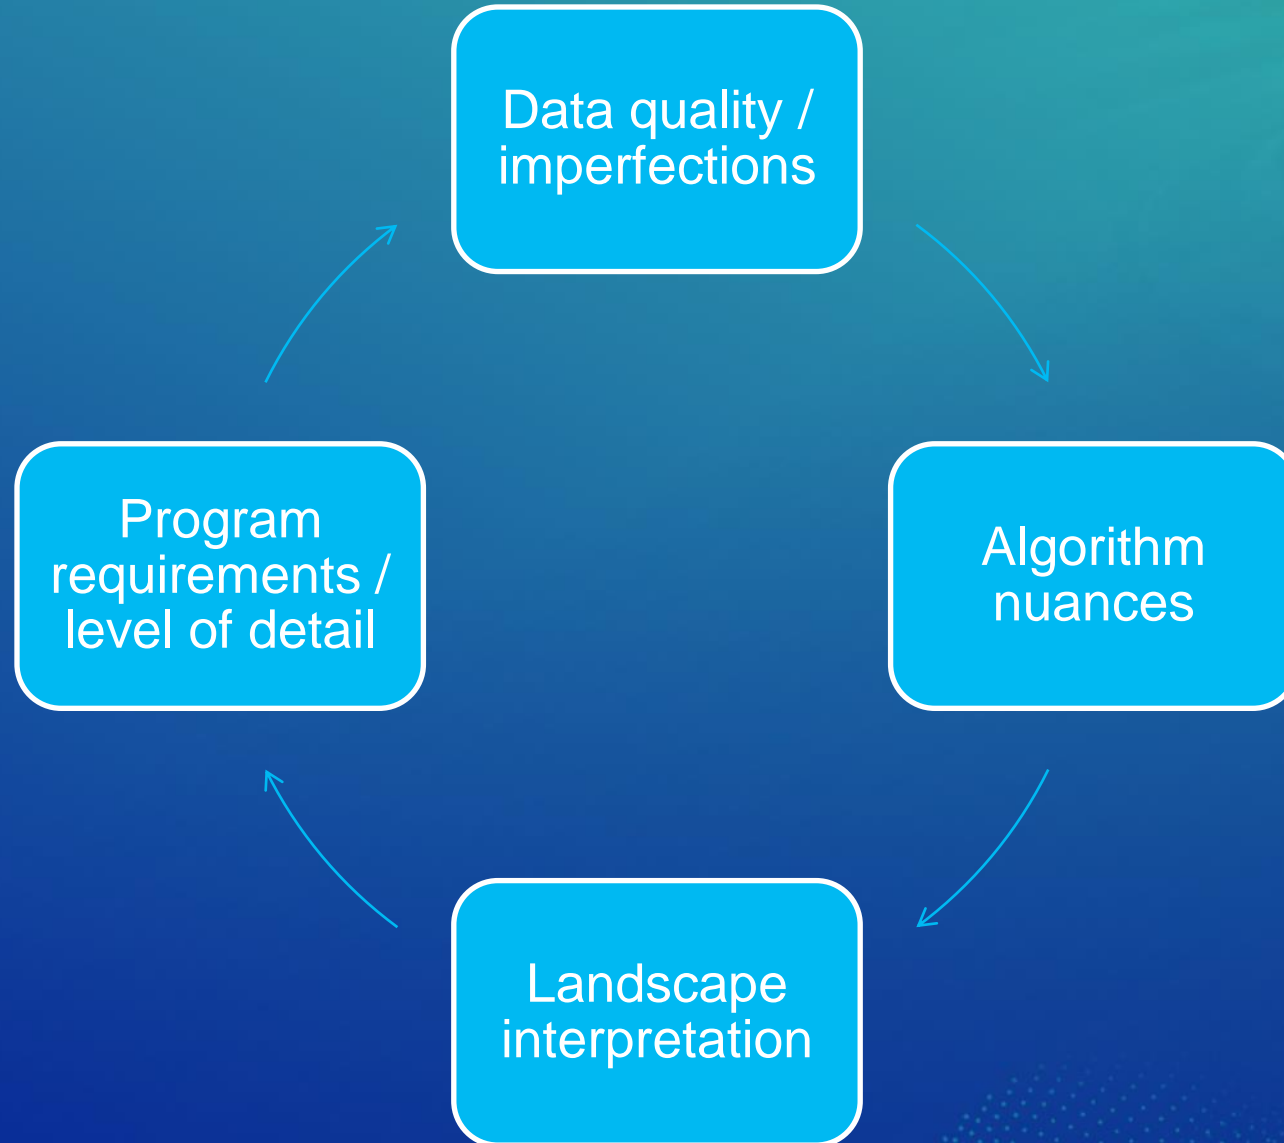 Data quality /
imperfections
Algorithm
nuances
Landscape
interpretation
Program
requirements /
level of detail